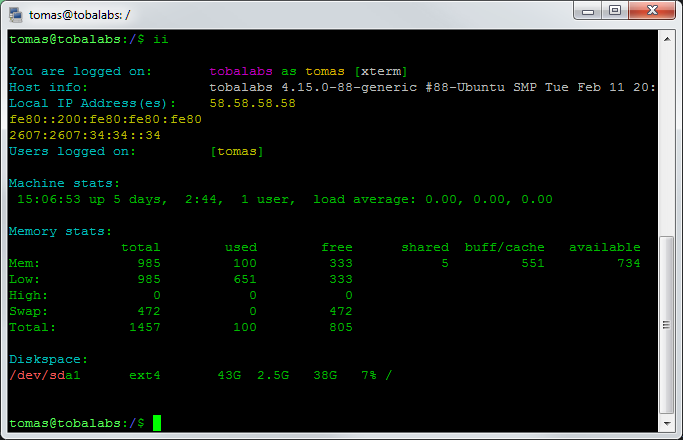 tomas@tobalabs: /
tomas@tobalabs:/$ ii
You are logged on: tobalabs as tomas [xterm]
Host info: tobalabs 4.15.0-88-generic #88-Ubuntu SMP Tue Feb 11 20:
Local IP Address(es): 58.58.58.58
fe80::200:fe80:fe80:fe80
2607:2607:34:34::34
Users logged on: [tomas]
Machine stats:
15:06:53 up 5 days, 2:44, 1 user, load average: 0.00, 0.00, 0.00
Memory stats:
total used free shared buff/cache available
Mem: 985 100 333 5 551 734
Low: 985 651 333
High: 0 0 0
Swap: 472 0 472
Total: 1457 100 805
Diskspace:
/dev/sda1 ext4 43G 2.5G 38G 7% /
tomas@tobalabs:/$